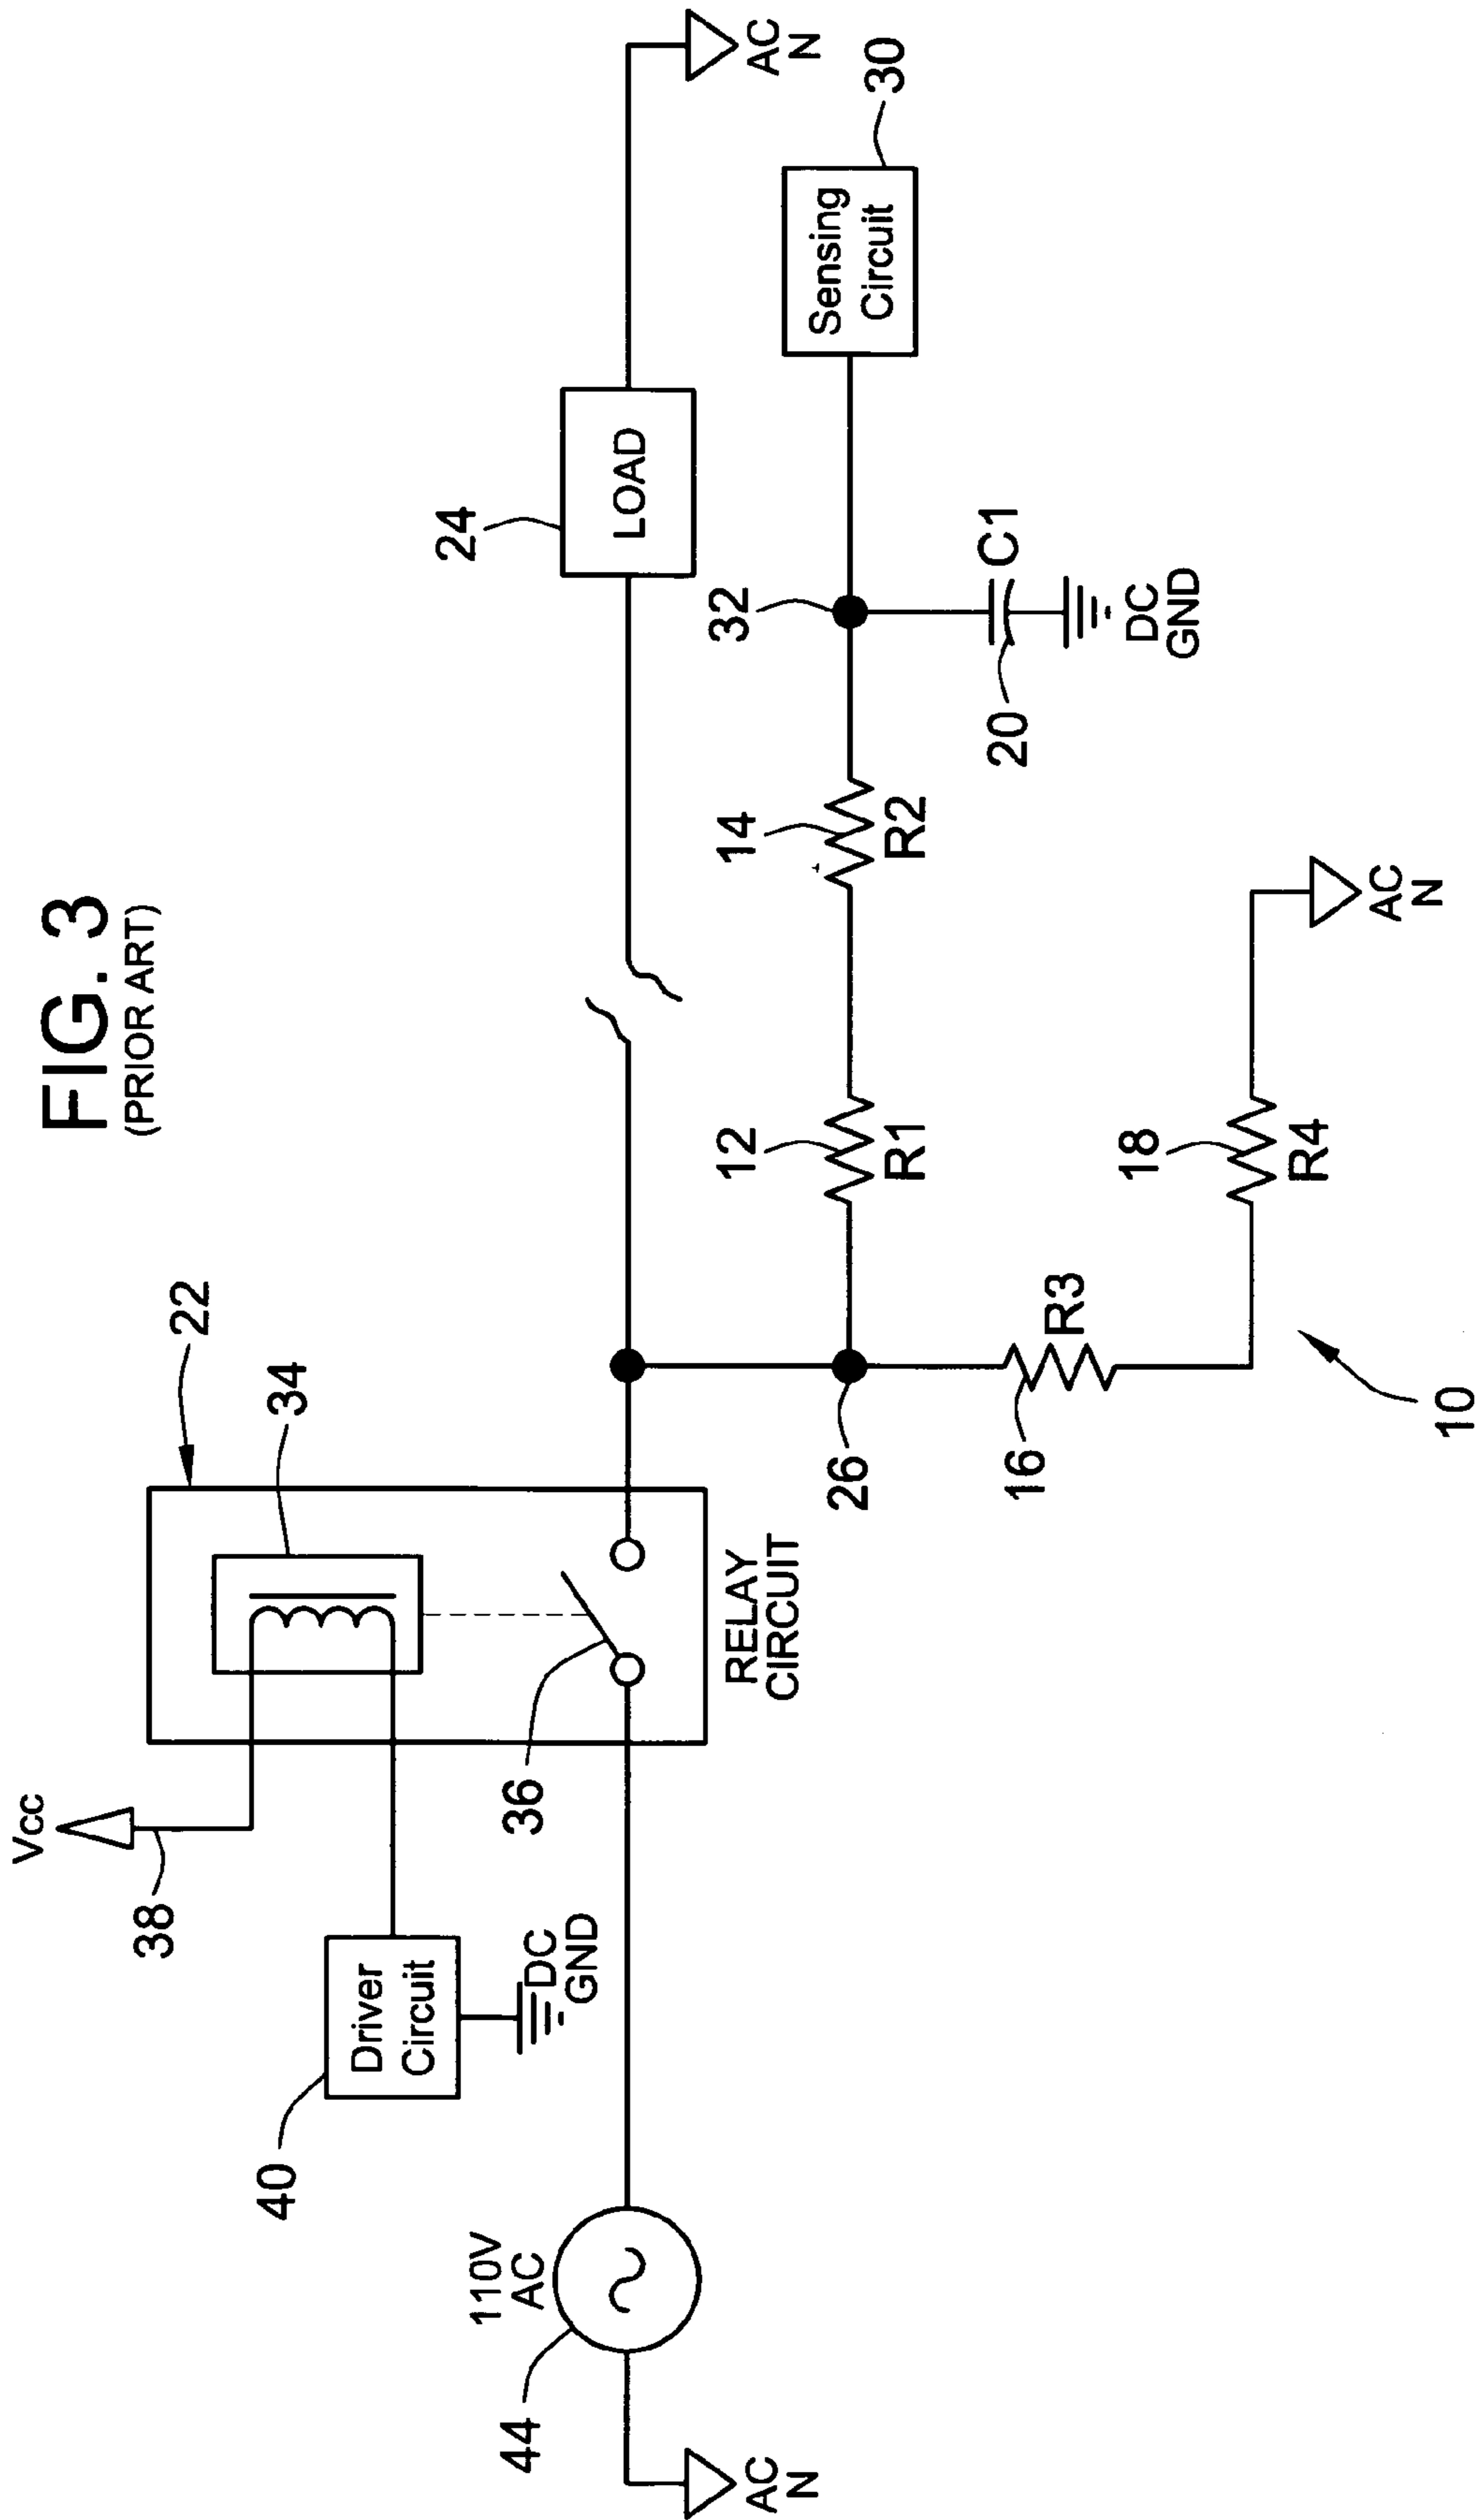 FIG. 3
(PRIOR ART)
Vcc
38
34
22
40
Driver
Circuit
DC
GND
36
RELAY
CIRCUIT
110V
AC
44
AC
N
24
LOAD
AC
N
26
12
R1
14
R2
32
Sensing
Circuit
30
20
C1
DC
GND
16
R3
18
R4
AC
N
10